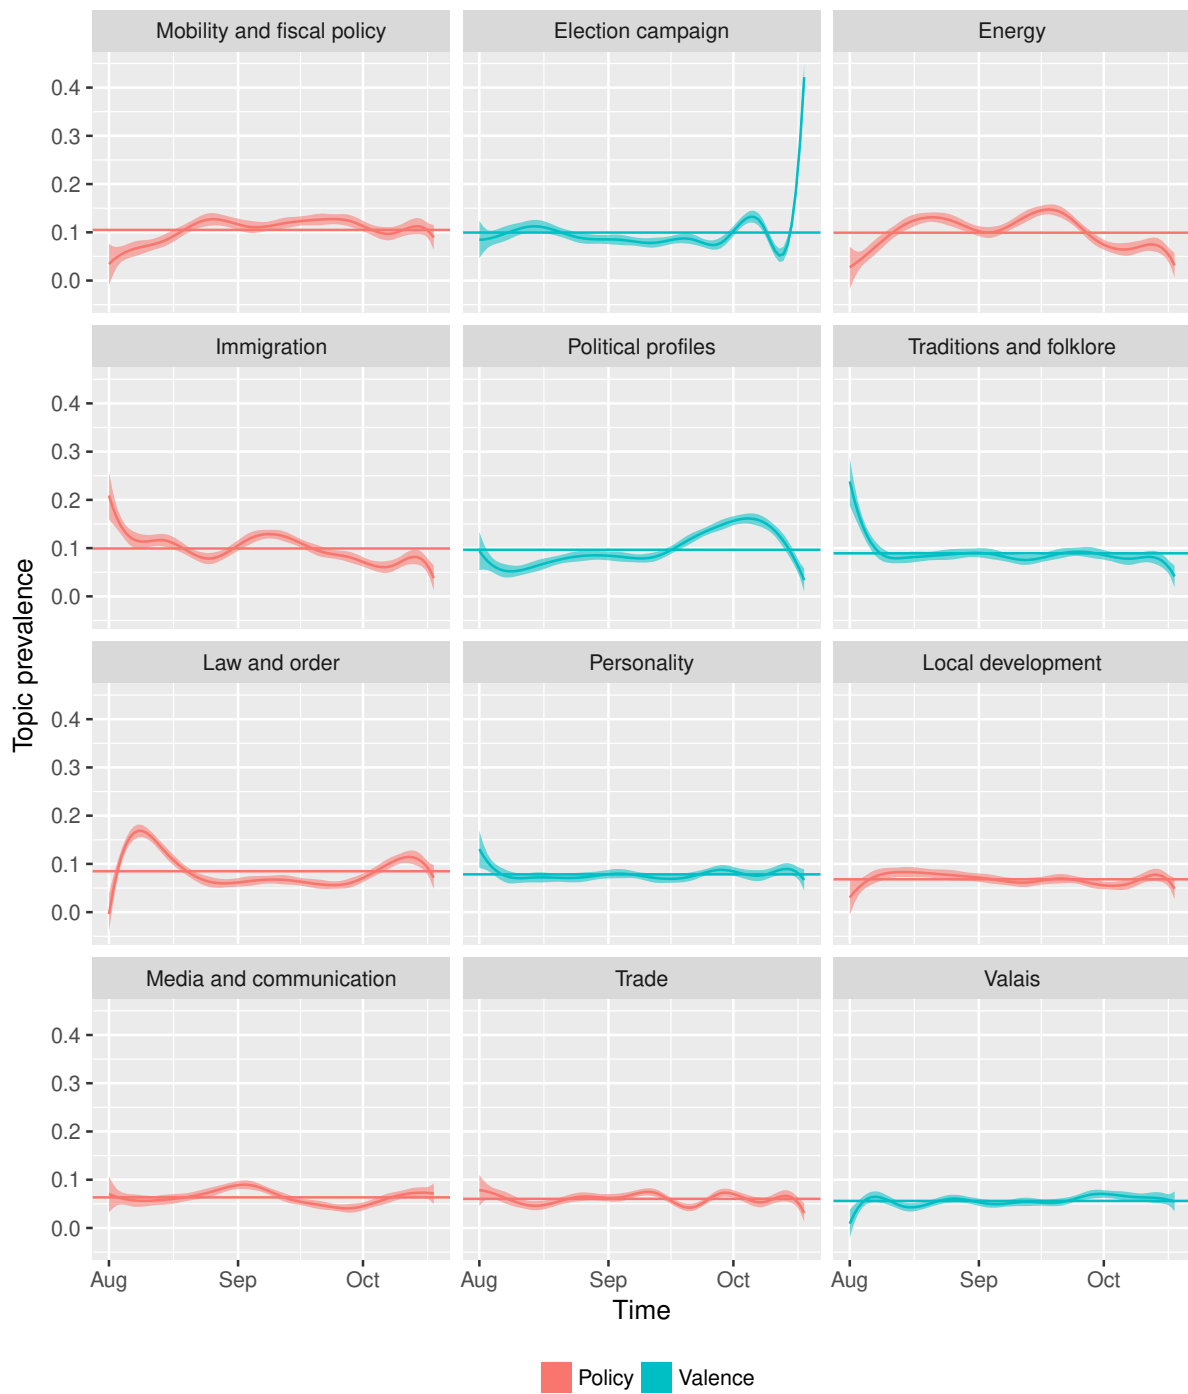 Mobility and fiscal policy
Election campaign
Energy
0.4
0.3
0.2
0.1
0.0
Immigration
Political profiles
Traditions and folklore
0.4
0.3
0.2
0.1
0.0
Law and order
Personality
Local development
0.4
0.3
0.2
0.1
0.0
Media and communication
Trade
Valais
0.4
0.3
0.2
0.1
0.0
Topic prevalence
Aug Sep Oct
Aug Sep Oct
Aug Sep Oct
Time
Policy
Valence